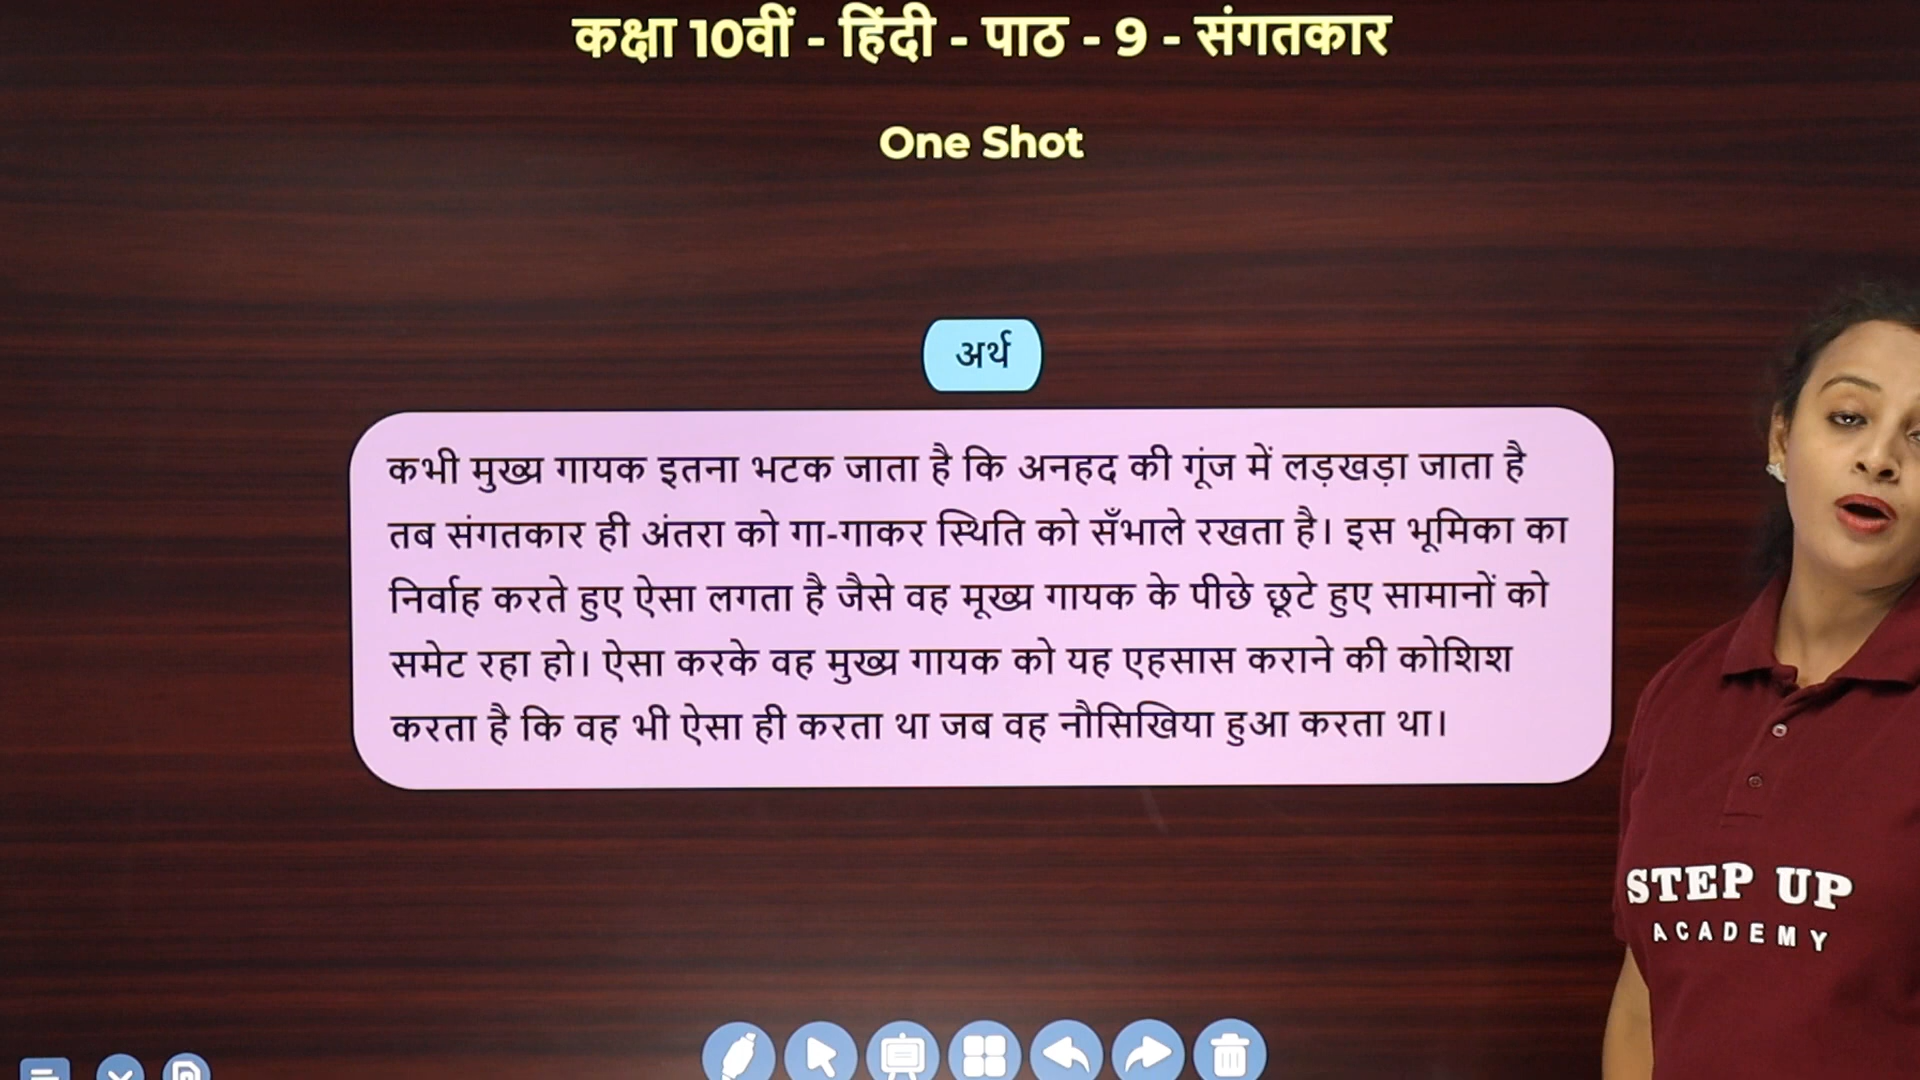 कक्षा 10वीं - हिंदी - पाठ - 9 - संगतकार
One Shot
अर्थ
कभी मुख्य गायक इतना भटक जाता है कि अनहद की गूंज में लड़खड़ा जाता है
तब संगतकार ही अंतरा को गा-गाकर स्थिति को सँभाले रखता है। इस भूमिका का
निर्वाह करते हुए ऐसा लगता है जैसे वह मूख्य गायक के पीछे छूटे हुए सामानों को
समेट रहा हो। ऐसा करके वह मुख्य गायक को यह एहसास कराने की कोशिश
करता है कि वह भी ऐसा ही करता था जब वह नौसिखिया हुआ करता था।
STEP UP
ACADEMY